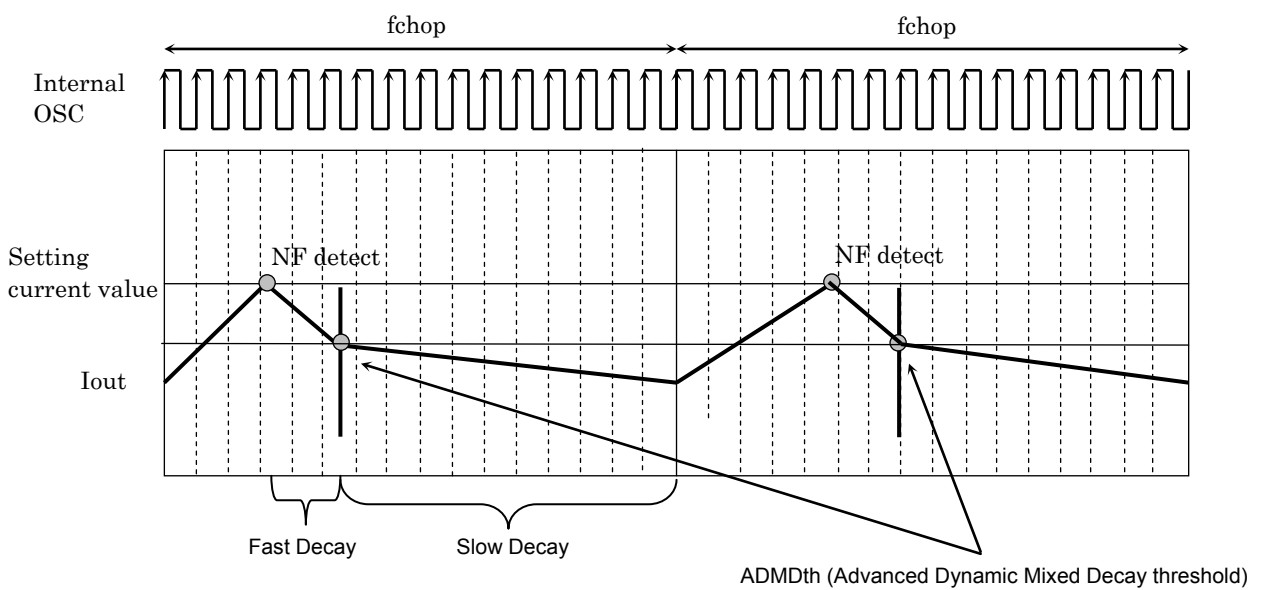 fchop
fchop
Internal
OSC
NF detect
NF detect
Setting
current value
Iout
Fast Decay
Slow Decay
ADMDth (Advanced Dynamic Mixed Decay threshold)